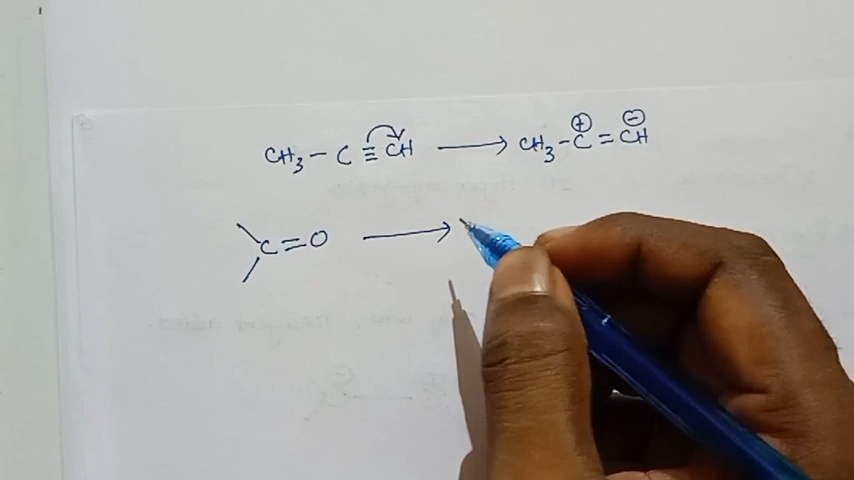 CH₃ – C ≡ CH ⟶ CH₃ – C⊕ = CH⊖
C = O ⟶